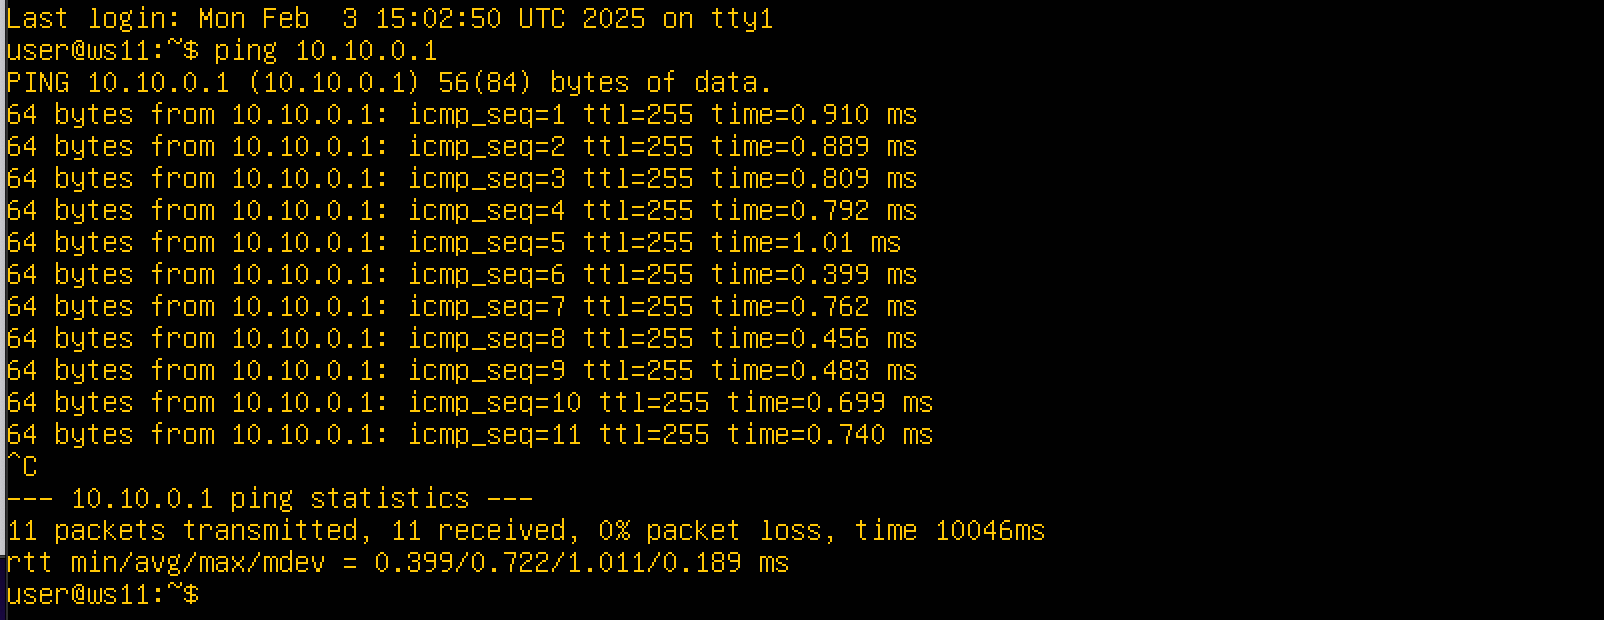 Last login: Mon Feb  3 15:02:50 UTC 2025 on tty1
user@ws11:~$ ping 10.10.0.1
PING 10.10.0.1 (10.10.0.1) 56(84) bytes of data.
64 bytes from 10.10.0.1: icmp_seq=1 ttl=255 time=0.910 ms
64 bytes from 10.10.0.1: icmp_seq=2 ttl=255 time=0.889 ms
64 bytes from 10.10.0.1: icmp_seq=3 ttl=255 time=0.809 ms
64 bytes from 10.10.0.1: icmp_seq=4 ttl=255 time=0.792 ms
64 bytes from 10.10.0.1: icmp_seq=5 ttl=255 time=1.01 ms
64 bytes from 10.10.0.1: icmp_seq=6 ttl=255 time=0.399 ms
64 bytes from 10.10.0.1: icmp_seq=7 ttl=255 time=0.762 ms
64 bytes from 10.10.0.1: icmp_seq=8 ttl=255 time=0.456 ms
64 bytes from 10.10.0.1: icmp_seq=9 ttl=255 time=0.483 ms
64 bytes from 10.10.0.1: icmp_seq=10 ttl=255 time=0.699 ms
64 bytes from 10.10.0.1: icmp_seq=11 ttl=255 time=0.740 ms
^C
--- 10.10.0.1 ping statistics ---
11 packets transmitted, 11 received, 0% packet loss, time 10046ms
rtt min/avg/max/mdev = 0.399/0.722/1.011/0.189 ms
user@ws11:~$